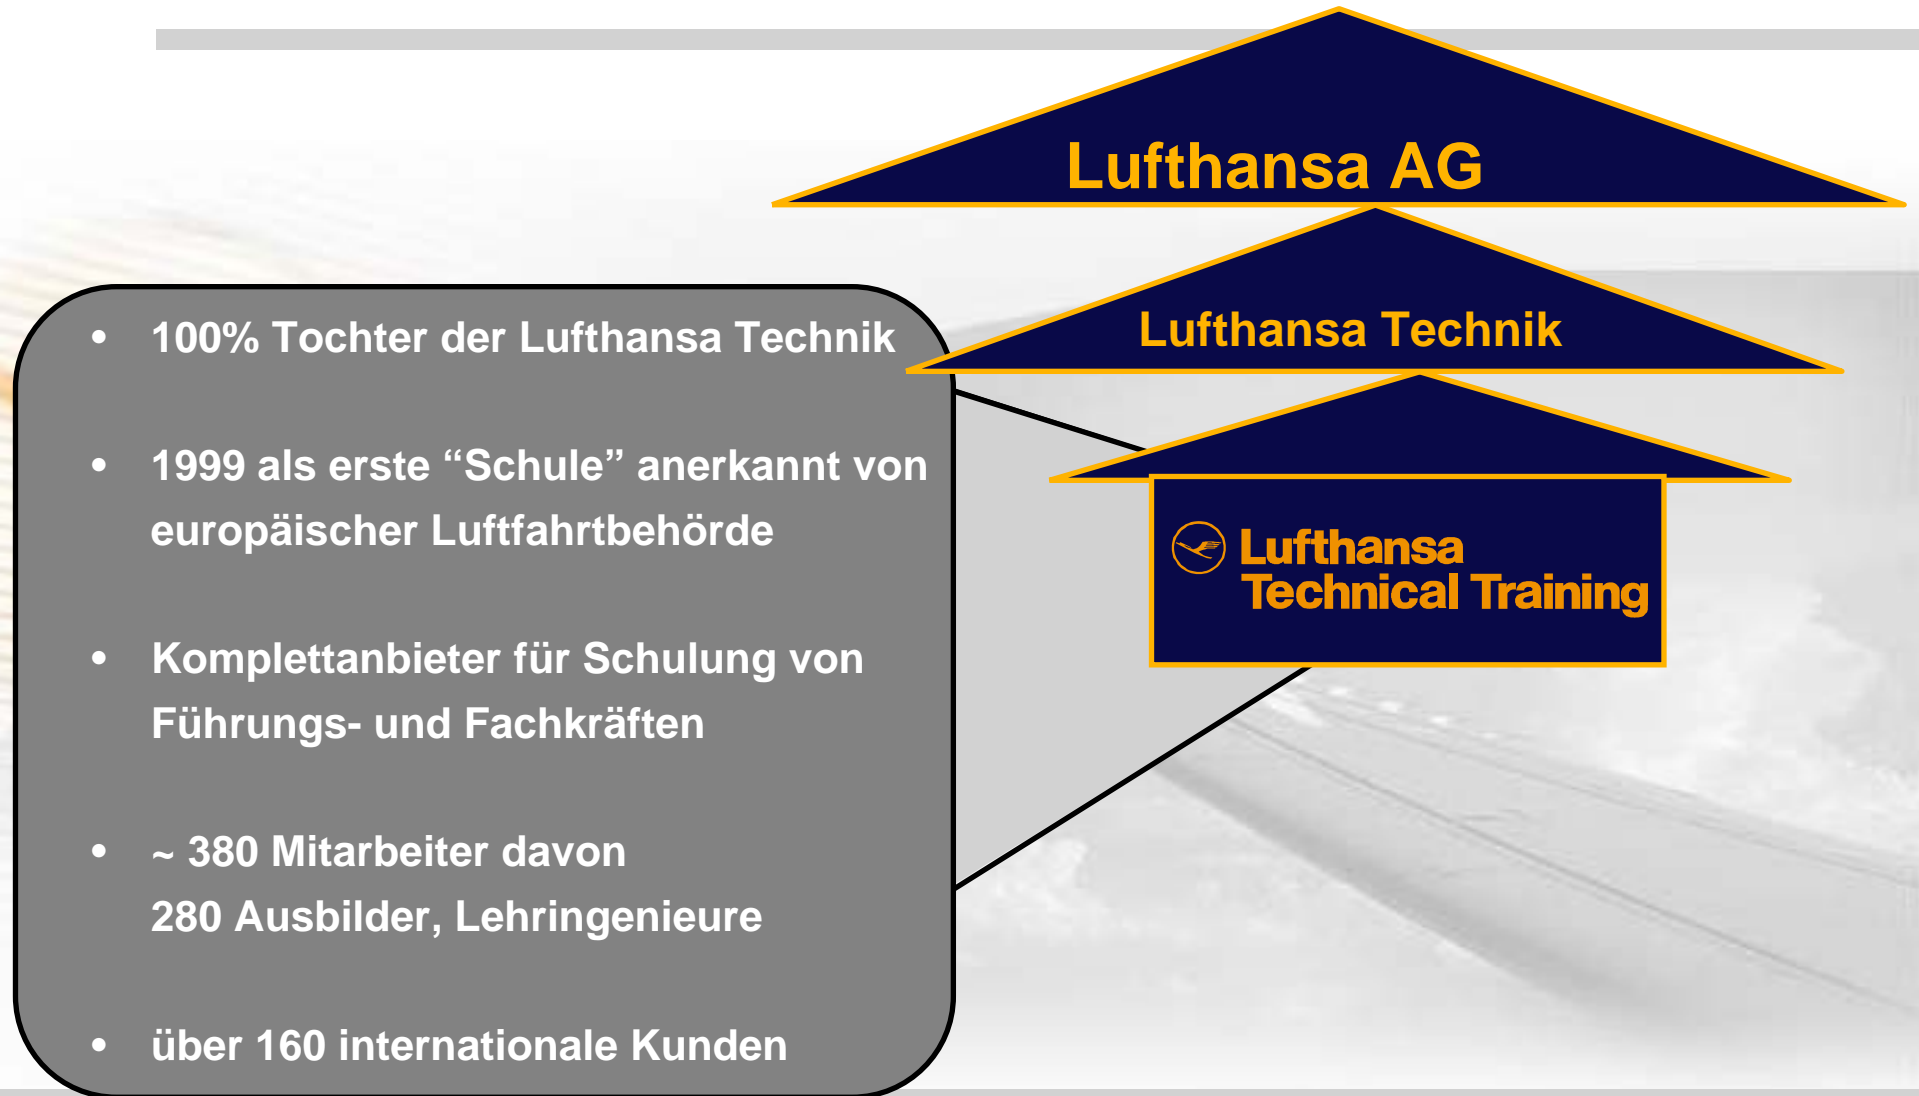 Lufthansa AG
Lufthansa Technik
Lufthansa
Technical Training
• 100% Tochter der Lufthansa Technik
• 1999 als erste “Schule” anerkannt von
europäischer Luftfahrtbehörde
• Komplettanbieter für Schulung von
Führungs- und Fachkräften
• ~ 380 Mitarbeiter davon
280 Ausbilder, Lehringenieure
• über 160 internationale Kunden